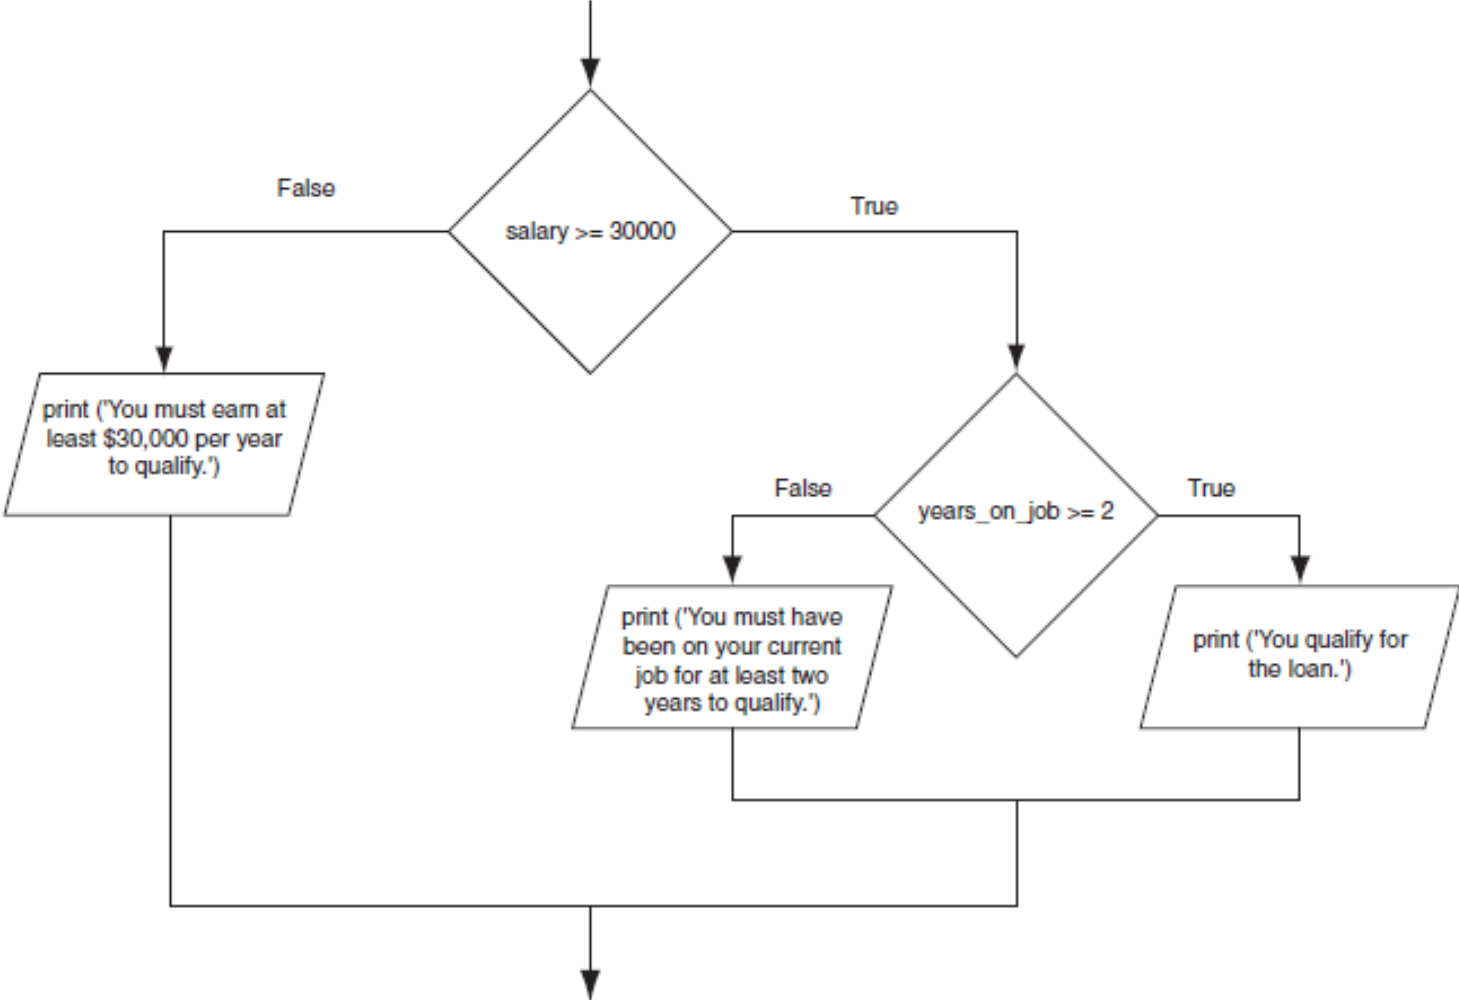 False
salary >= 30000
True
print ('You must earn at
least $30,000 per year
to qualify.')
False
years_on_job >= 2
True
print ('You must have
been on your current
job for at least two
years to qualify.')
print ('You qualify for
the loan.')